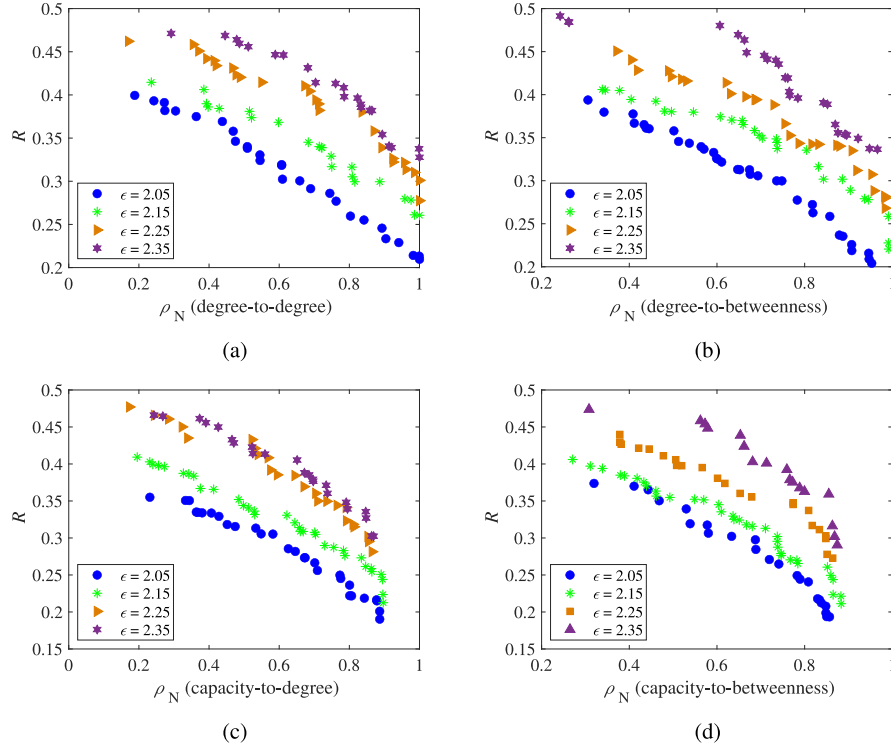 0.5
0.45
0.4
0.35
0.3
0.25
0.2
R
ϵ = 2.05
ϵ = 2.15
ϵ = 2.25
ϵ = 2.35
0 0.2 0.4 0.6 0.8 1
ρ N (degree-to-degree)
(a)
0.5
0.45
0.4
0.35
0.3
0.25
0.2
R
ϵ = 2.05
ϵ = 2.15
ϵ = 2.25
ϵ = 2.35
0.2 0.4 0.6 0.8 1
ρ N (degree-to-betweenness)
(b)
0.5
0.45
0.4
0.35
0.3
0.25
0.2
0.15
R
ϵ = 2.05
ϵ = 2.15
ϵ = 2.25
ϵ = 2.35
0 0.2 0.4 0.6 0.8 1
ρ N (capacity-to-degree)
(c)
0.5
0.45
0.4
0.35
0.3
0.25
0.2
0.15
R
ϵ = 2.05
ϵ = 2.15
ϵ = 2.25
ϵ = 2.35
0.2 0.4 0.6 0.8 1
ρ N (capacity-to-betweenness)
(d)